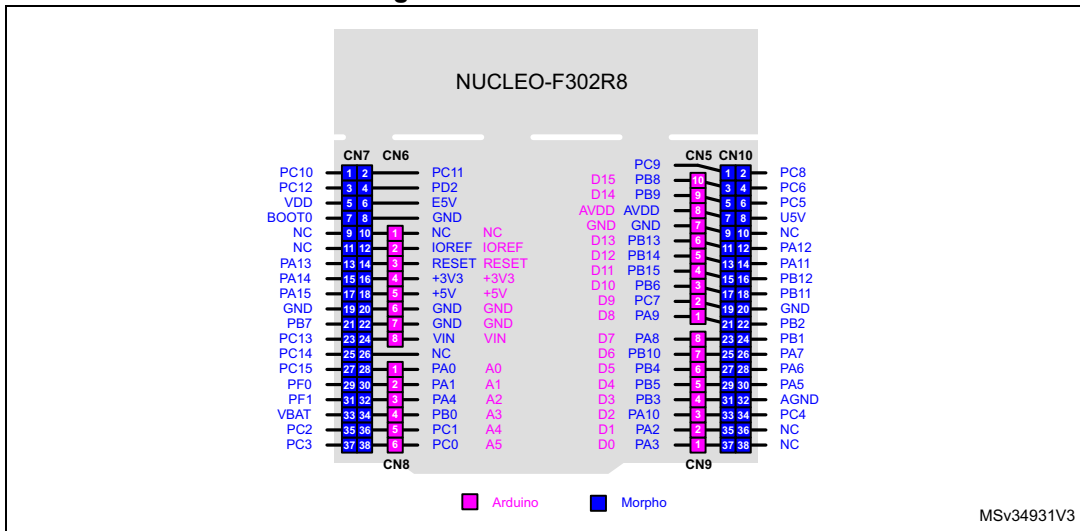 NUCLEO-F302R8
CN7 CN6 CN5 CN10
PC10 1 2 PC11 PC9 1 2 PC8
PC12 3 4 PD2 D15 PB8 10 3 4 PC6
VDD 5 6 E5V D14 PB9 9 5 6 PC5
BOOT0 7 8 GND AVDD AVDD 8 7 8 U5V
NC 9 10 1 NC NC GND GND 7 9 10 NC
NC 11 12 2 IOREF IOREF D13 PB13 6 11 12 PA12
PA13 13 14 3 RESET RESET D12 PB14 5 13 14 PA11
PA14 15 16 4 +3V3 +3V3 D11 PB15 4 15 16 PB12
PA15 17 18 5 +5V +5V D10 PB6 3 17 18 PB11
GND 19 20 6 GND GND D9 PC7 2 19 20 GND
PB7 21 22 7 GND GND D8 PA9 1 21 22 PB2
PC13 23 24 8 VIN VIN D7 PA8 8 23 24 PB1
PC14 25 26 NC D6 PB10 7 25 26 PA7
PC15 27 28 1 PA0 A0 D5 PB4 6 27 28 PA6
PF0 29 30 2 PA1 A1 D4 PB5 5 29 30 PA5
PF1 31 32 3 PA4 A2 D3 PB3 4 31 32 AGND
VBAT 33 34 4 PB0 A3 D2 PA10 3 33 34 PC4
PC2 35 36 5 PC1 A4 D1 PA2 2 35 36 NC
PC3 37 38 6 PC0 A5 D0 PA3 1 37 38 NC
CN8 CN9
Arduino Morpho
MSv34931V3